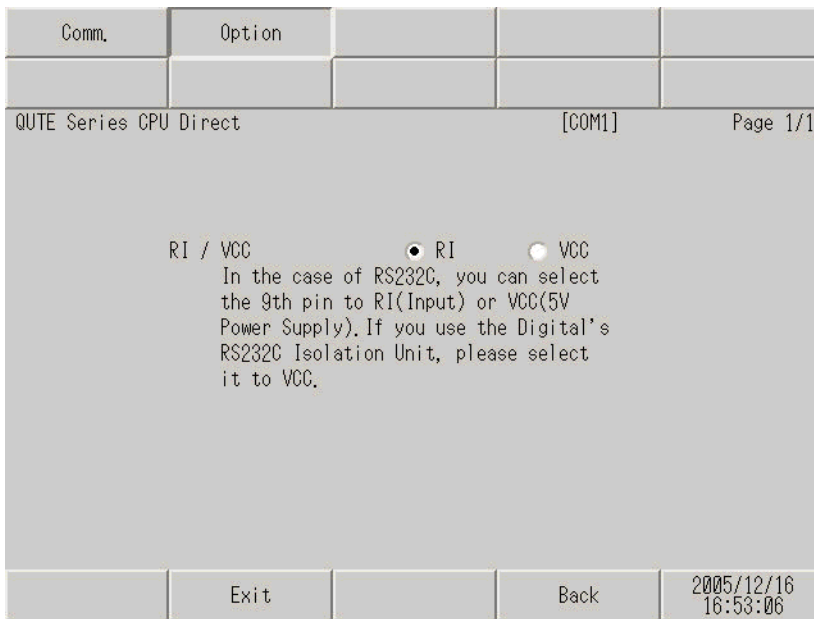 Comm. Option
QUTE Series CPU Direct [COM1] Page 1/1
RI / VCC RI VCC
In the case of RS232C, you can select
the 9th pin to RI(Input) or VCC(5V
Power Supply).If you use the Digital's
RS232C Isolation Unit, please select
it to VCC.
Exit Back 2005/12/16
16:53:06